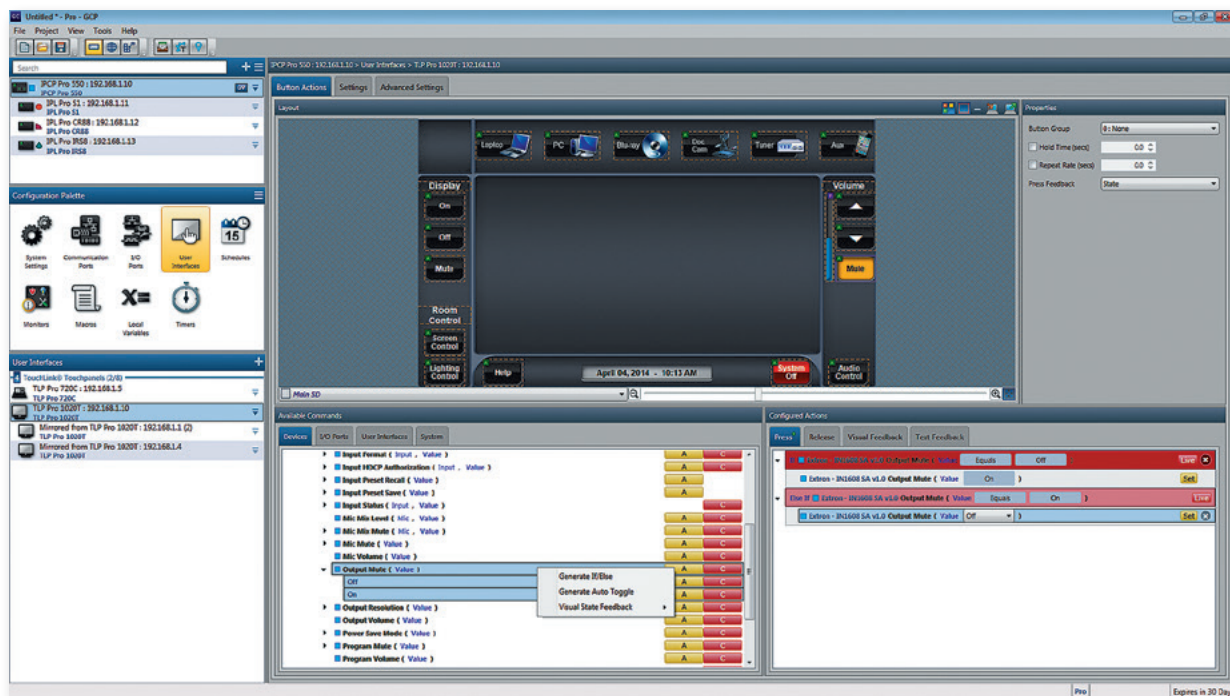 Untitled * - Pro - GCP
File Project View Tools Help
Search
IPCP Pro 550 : 192.168.1.10
IPCP Pro 550
Off
IPL Pro S1 : 192.168.1.11
IPL Pro S1
IPL Pro CR88 : 192.168.1.12
IPL Pro CR88
IPL Pro IRS8 : 192.168.1.13
IPL Pro IRS8
Configuration Palette
System Settings
Communication Ports
I/O Ports
User Interfaces
15
Schedules
Monitors
Macros
X=
Local Variables
Timers
User Interfaces
TouchLink® Touchpanels (2/8)
TLP Pro 720C : 192.168.1.5
TLP Pro 720C
TLP Pro 1020T : 192.168.1.10
TLP Pro 1020T
Mirrored from TLP Pro 1020T : 192.168.1.1 (2)
TLP Pro 1020T
Mirrored from TLP Pro 1020T : 192.168.1.4
TLP Pro 1020T
IPCP Pro 550 : 192.168.1.10 > User Interfaces > TLP Pro 1020T : 192.168.1.10
Button Actions Settings Advanced Settings
Layout
Laptop PC Blu-ray Doc Cam Tuner Aux
Display
On
Off
Mute
Room Control
Screen Control
Lighting Control
Volume
Mute
Help
April 04, 2014 - 10:13 AM
System Off
Audio Control
Main SD
Properties
Button Group 0 : None
Hold Time (secs) 0.0
Repeat Rate (secs) 0.0
Press Feedback State
Available Commands
Devices I/O Ports User Interfaces System
Input Format ( Input , Value ) A C
Input HDCP Authorization ( Input , Value ) A C
Input Preset Recall ( Value ) A
Input Preset Save ( Value ) A
Input Status ( Input , Value ) C
Mic Mix Level ( Mic , Value ) A C
Mic Mix Mute ( Mic , Value ) A C
Mic Mute ( Value ) A C
Mic Volume ( Value ) A C
Output Mute ( Value ) A C
Off A C
On A C
Output Resolution ( Value ) A C
Output Volume ( Value ) A C
Power Save Mode ( Value ) A C
Program Mute ( Value ) A C
Program Volume ( Value ) A C
Generate If/Else
Generate Auto Toggle
Visual State Feedback
Configured Actions
Press Release Visual Feedback Text Feedback
If Extron - IN1608 SA v1.0 Output Mute ( Value Equals Off Live
Extron - IN1608 SA v1.0 Output Mute ( Value On ) Set
Else If Extron - IN1608 SA v1.0 Output Mute ( Value Equals On ) Live
Extron - IN1608 SA v1.0 Output Mute ( Value Off ) Set
Pro
Expires in 30 Da